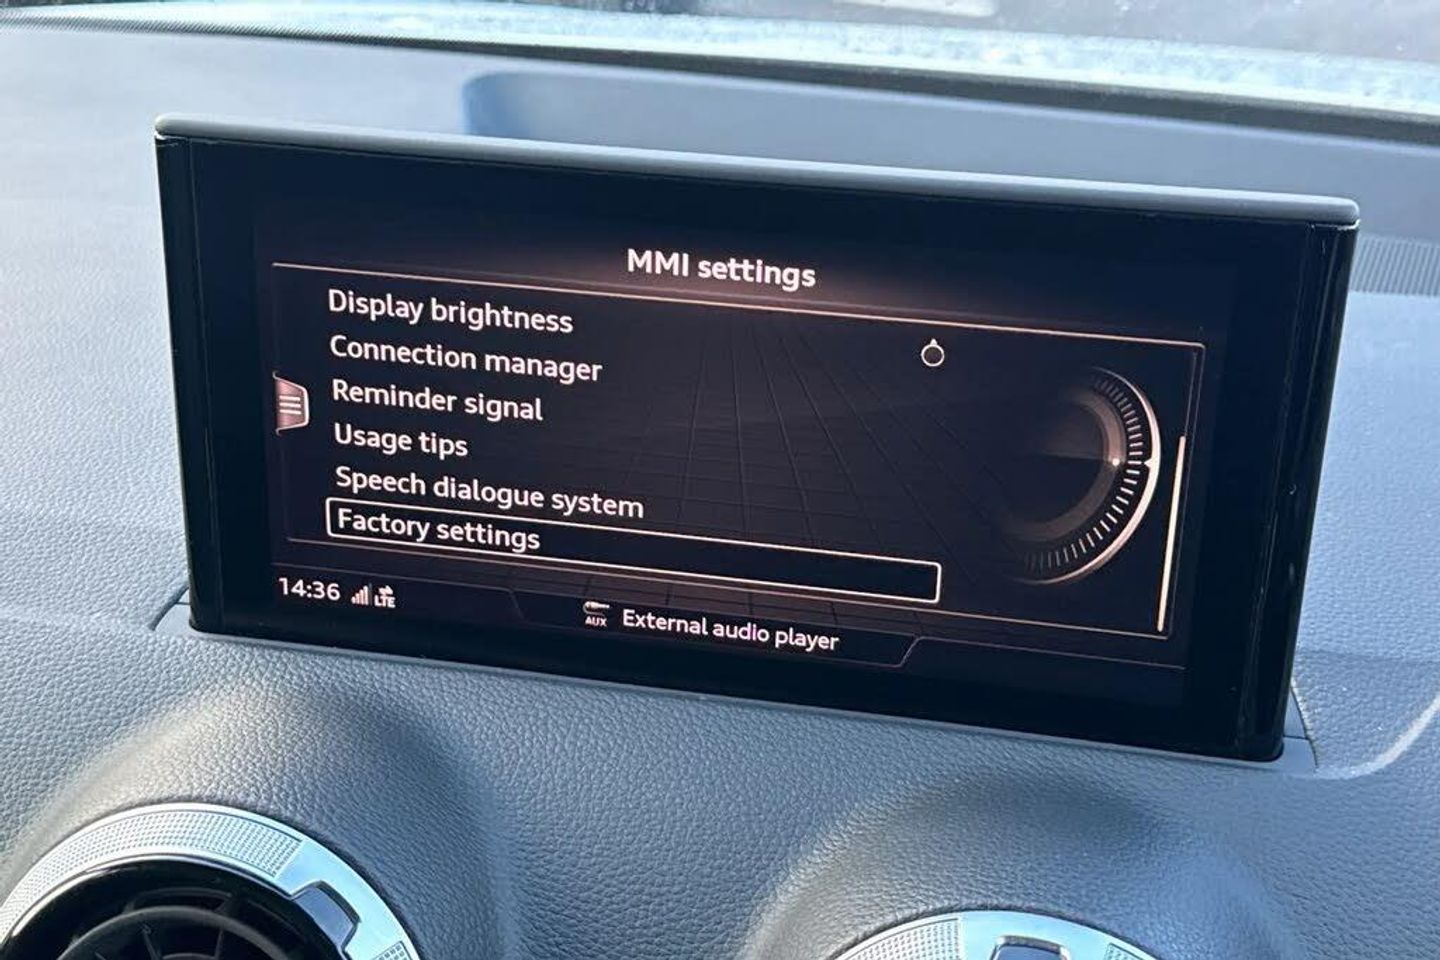 MMI settings
Display brightness
Connection manager
Reminder signal
Usage tips
Speech dialogue system
Factory settings
14:36 LTE
AUX External audio player